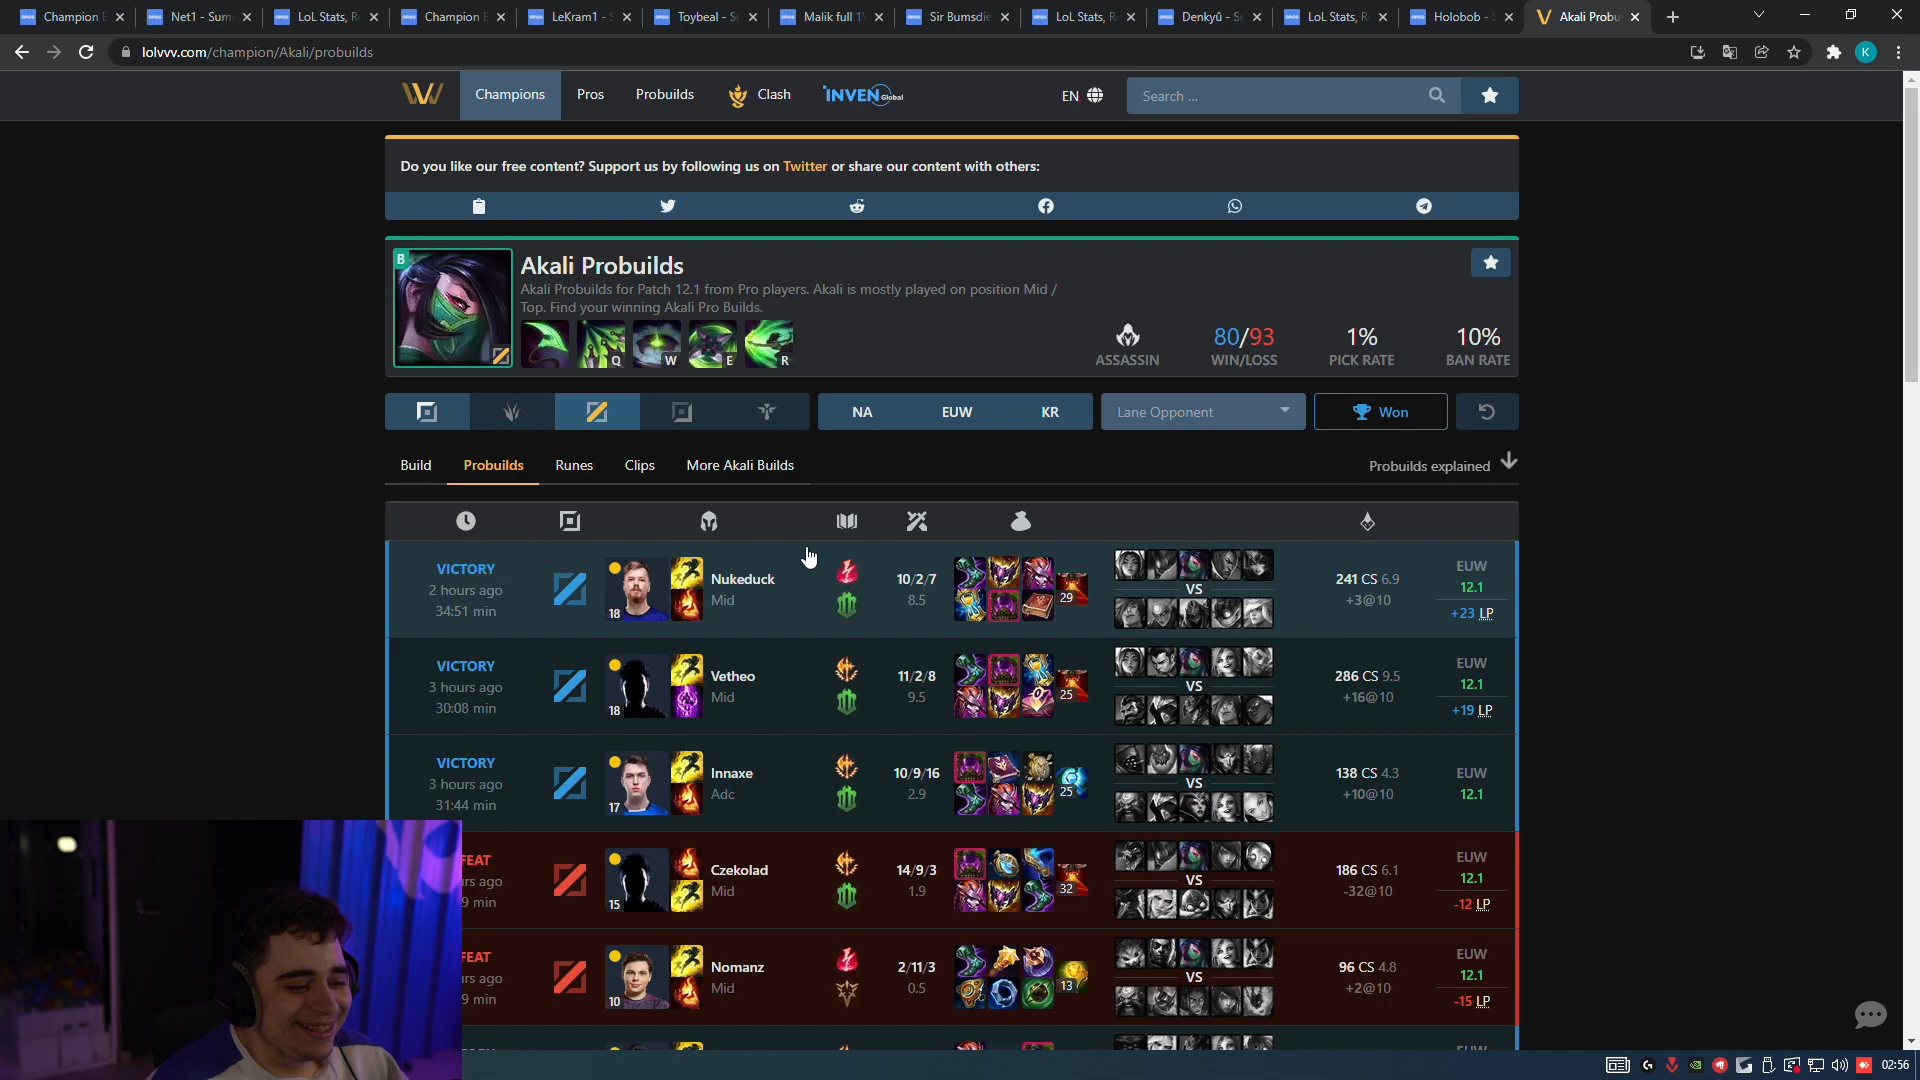 Champion E
Net1 - Sum
LoL Stats, R
Champion E
LeKram1 - S
Toybeal - S
Malik full 1
Sir Bumsdie
LoL Stats, R
Denkyû - S
LoL Stats, R
Holobob - S
Akali Probu
lolvvv.com/champion/Akali/probuilds
K
Champions
Pros
Probuilds
Clash
INVEN Global
EN
Search ...
Do you like our free content? Support us by following us on Twitter or share our content with others:
B
Akali Probuilds
Akali Probuilds for Patch 12.1 from Pro players. Akali is mostly played on position Mid /
Top. Find your winning Akali Pro Builds.
Q
W
E
R
ASSASSIN
80/93
WIN/LOSS
1%
PICK RATE
10%
BAN RATE
NA
EUW
KR
Lane Opponent
Won
Build
Probuilds
Runes
Clips
More Akali Builds
Probuilds explained
VICTORY
2 hours ago
34:51 min
18
Nukeduck
Mid
10/2/7
8.5
29
VS
241 CS 6.9
+3@10
EUW
12.1
+23 LP
VICTORY
3 hours ago
30:08 min
18
Vetheo
Mid
11/2/8
9.5
25
VS
286 CS 9.5
+16@10
EUW
12.1
+19 LP
VICTORY
3 hours ago
31:44 min
17
Innaxe
Adc
10/9/16
2.9
25
VS
138 CS 4.3
+10@10
EUW
12.1
FEAT
rs ago
9 min
15
Czekolad
Mid
14/9/3
1.9
32
VS
186 CS 6.1
-32@10
EUW
12.1
-12 LP
FEAT
rs ago
9 min
10
Nomanz
Mid
2/11/3
0.5
13
VS
96 CS 4.8
+2@10
EUW
12.1
-15 LP
02:56